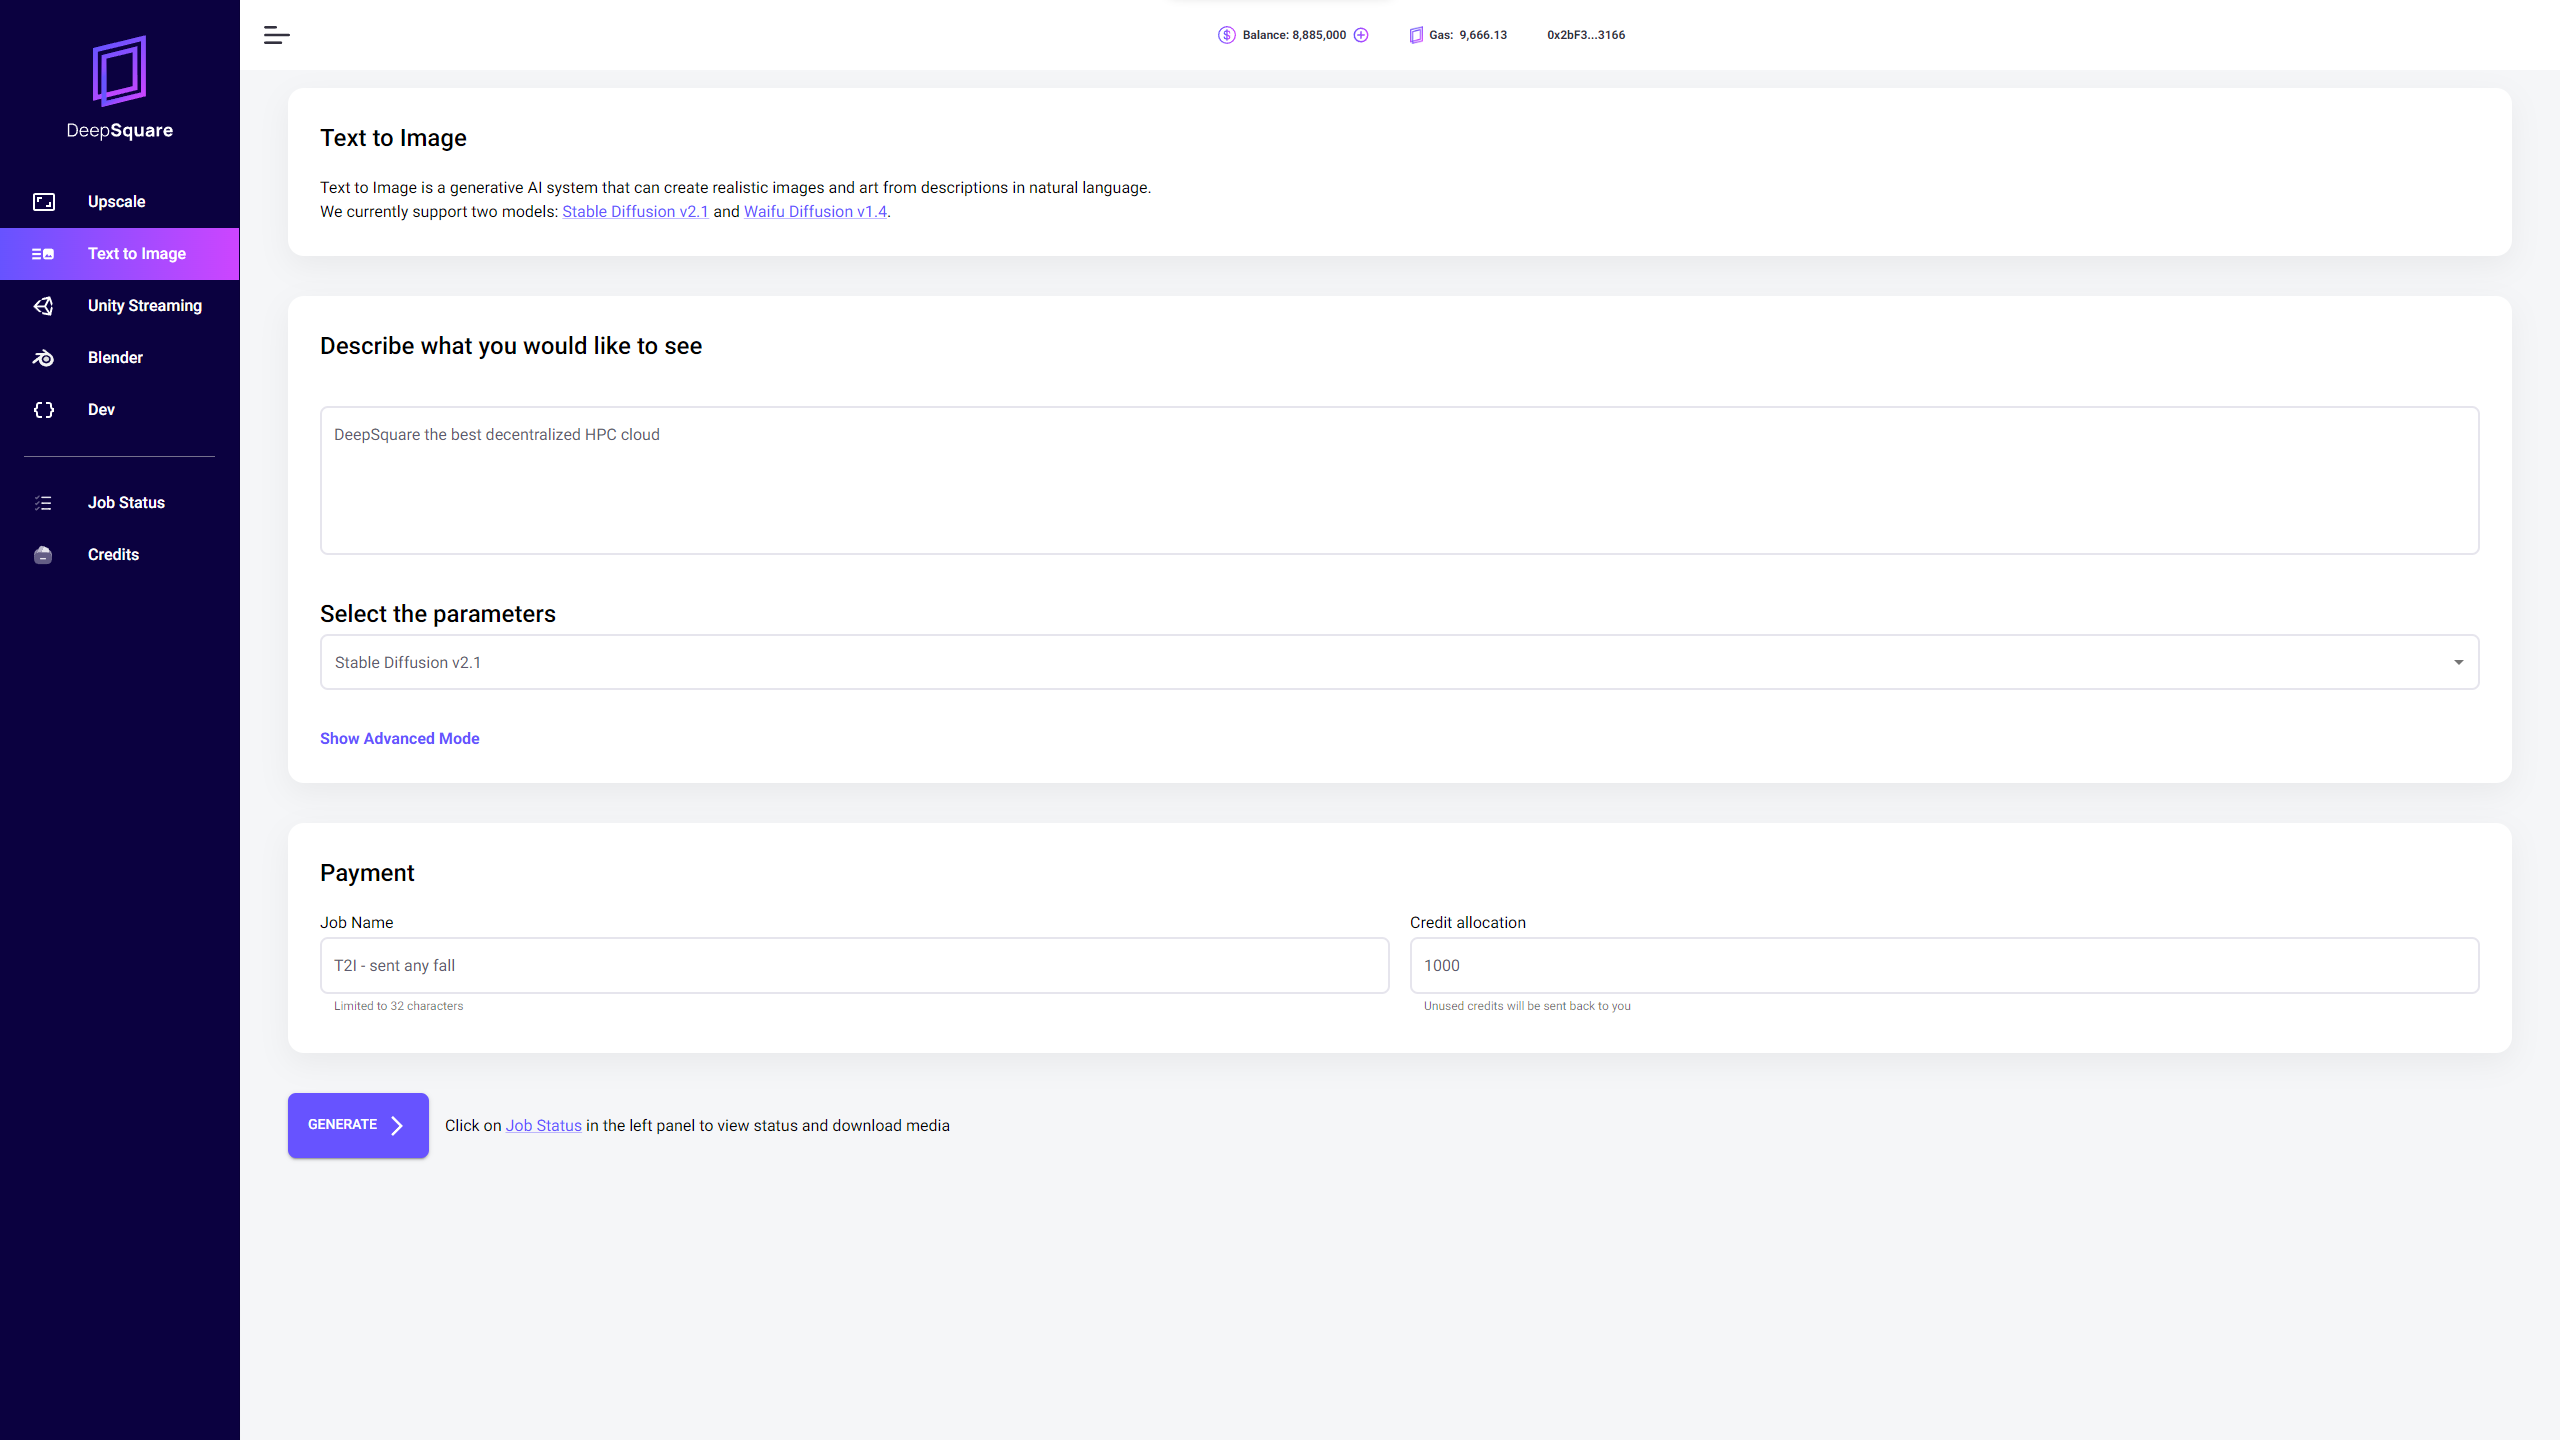 DeepSquare
Upscale
Text to Image
Unity Streaming
Blender
Dev
Job Status
Credits
Balance: 8,885,000
Gas: 9,666.13
0x2bF3...3166
Text to Image
Text to Image is a generative AI system that can create realistic images and art from descriptions in natural language.
We currently support two models: Stable Diffusion v2.1 and Waifu Diffusion v1.4.
Describe what you would like to see
DeepSquare the best decentralized HPC cloud
Select the parameters
Stable Diffusion v2.1
Show Advanced Mode
Payment
Job Name
T2I - sent any fall
Limited to 32 characters
Credit allocation
1000
Unused credits will be sent back to you
GENERATE
Click on Job Status in the left panel to view status and download media